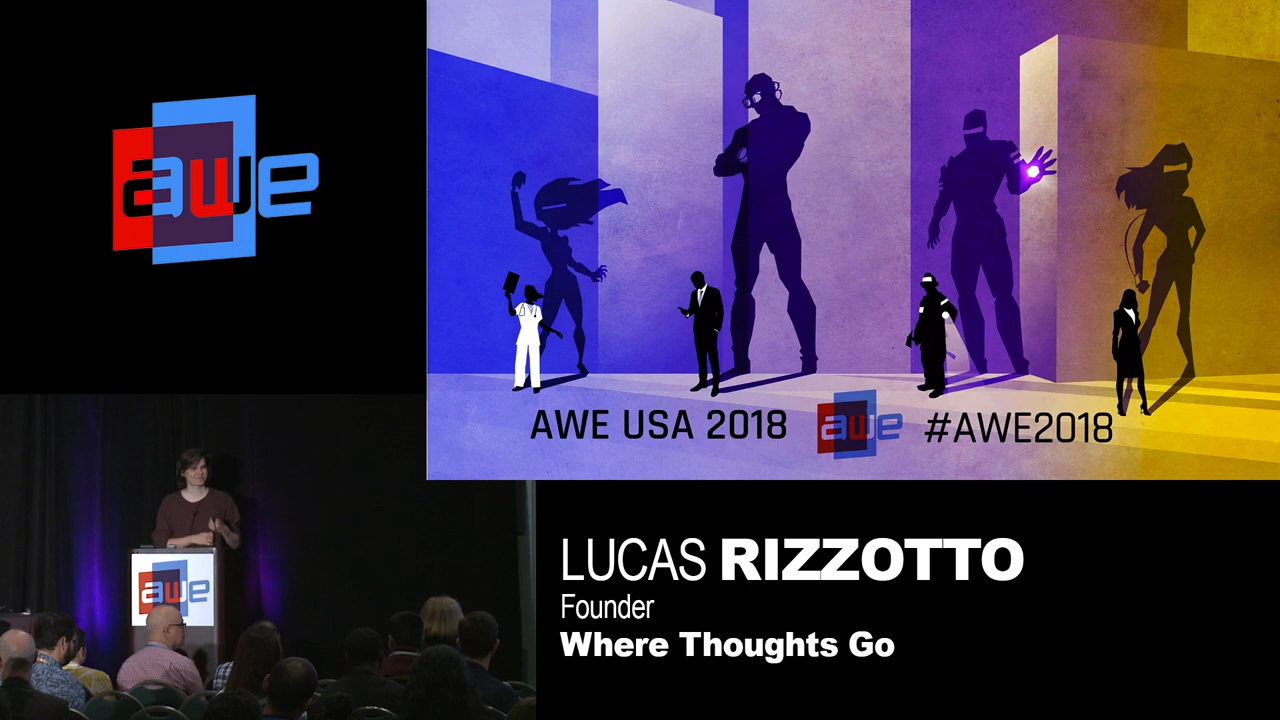 awe
AWE USA 2018
awe
#AWE2018
awe
LUCAS RIZZOTTO
Founder
Where Thoughts Go